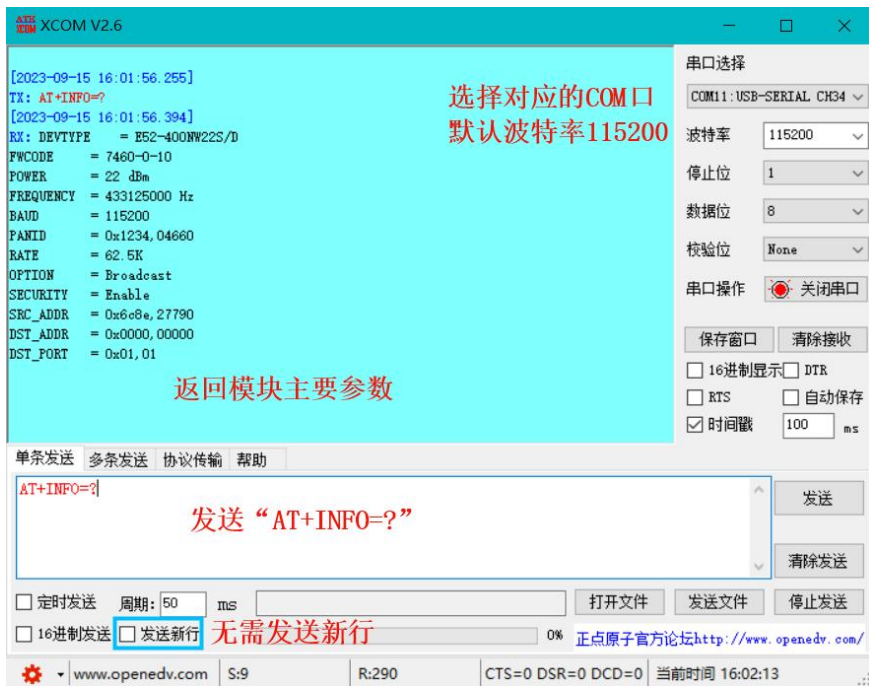 ATK XCOM XCOM V2.6
[2023-09-15 16:01:56.255]
TX: AT+INFO=?
[2023-09-15 16:01:56.394]
RX: DEVTYPE = E52-400NW22S/D
FWCODE = 7460-0-10
POWER = 22 dBm
FREQUENCY = 433125000 Hz
BAUD = 115200
PANID = 0x1234,04660
RATE = 62.5K
OPTION = Broadcast
SECURITY = Enable
SRC_ADDR = 0x6c8e,27790
DST_ADDR = 0x0000,00000
DST_PORT = 0x01,01
选择对应的COM口
默认波特率115200
返回模块主要参数
串口选择
COM11:USB-SERIAL CH34
波特率 115200
停止位 1
数据位 8
校验位 None
串口操作 关闭串口
保存窗口 清除接收
16进制显示 DTR
RTS 自动保存
时间戳 100 ms
单条发送 多条发送 协议传输 帮助
AT+INFO=?
发送“AT+INFO=?”
发送
清除发送
定时发送 周期: 50 ms 打开文件 发送文件 停止发送
16进制发送 发送新行 无需发送新行 0% 正点原子官方论坛http://www.openedv.com/
www.openedv.com S:9 R:290 CTS=0 DSR=0 DCD=0 当前时间 16:02:13